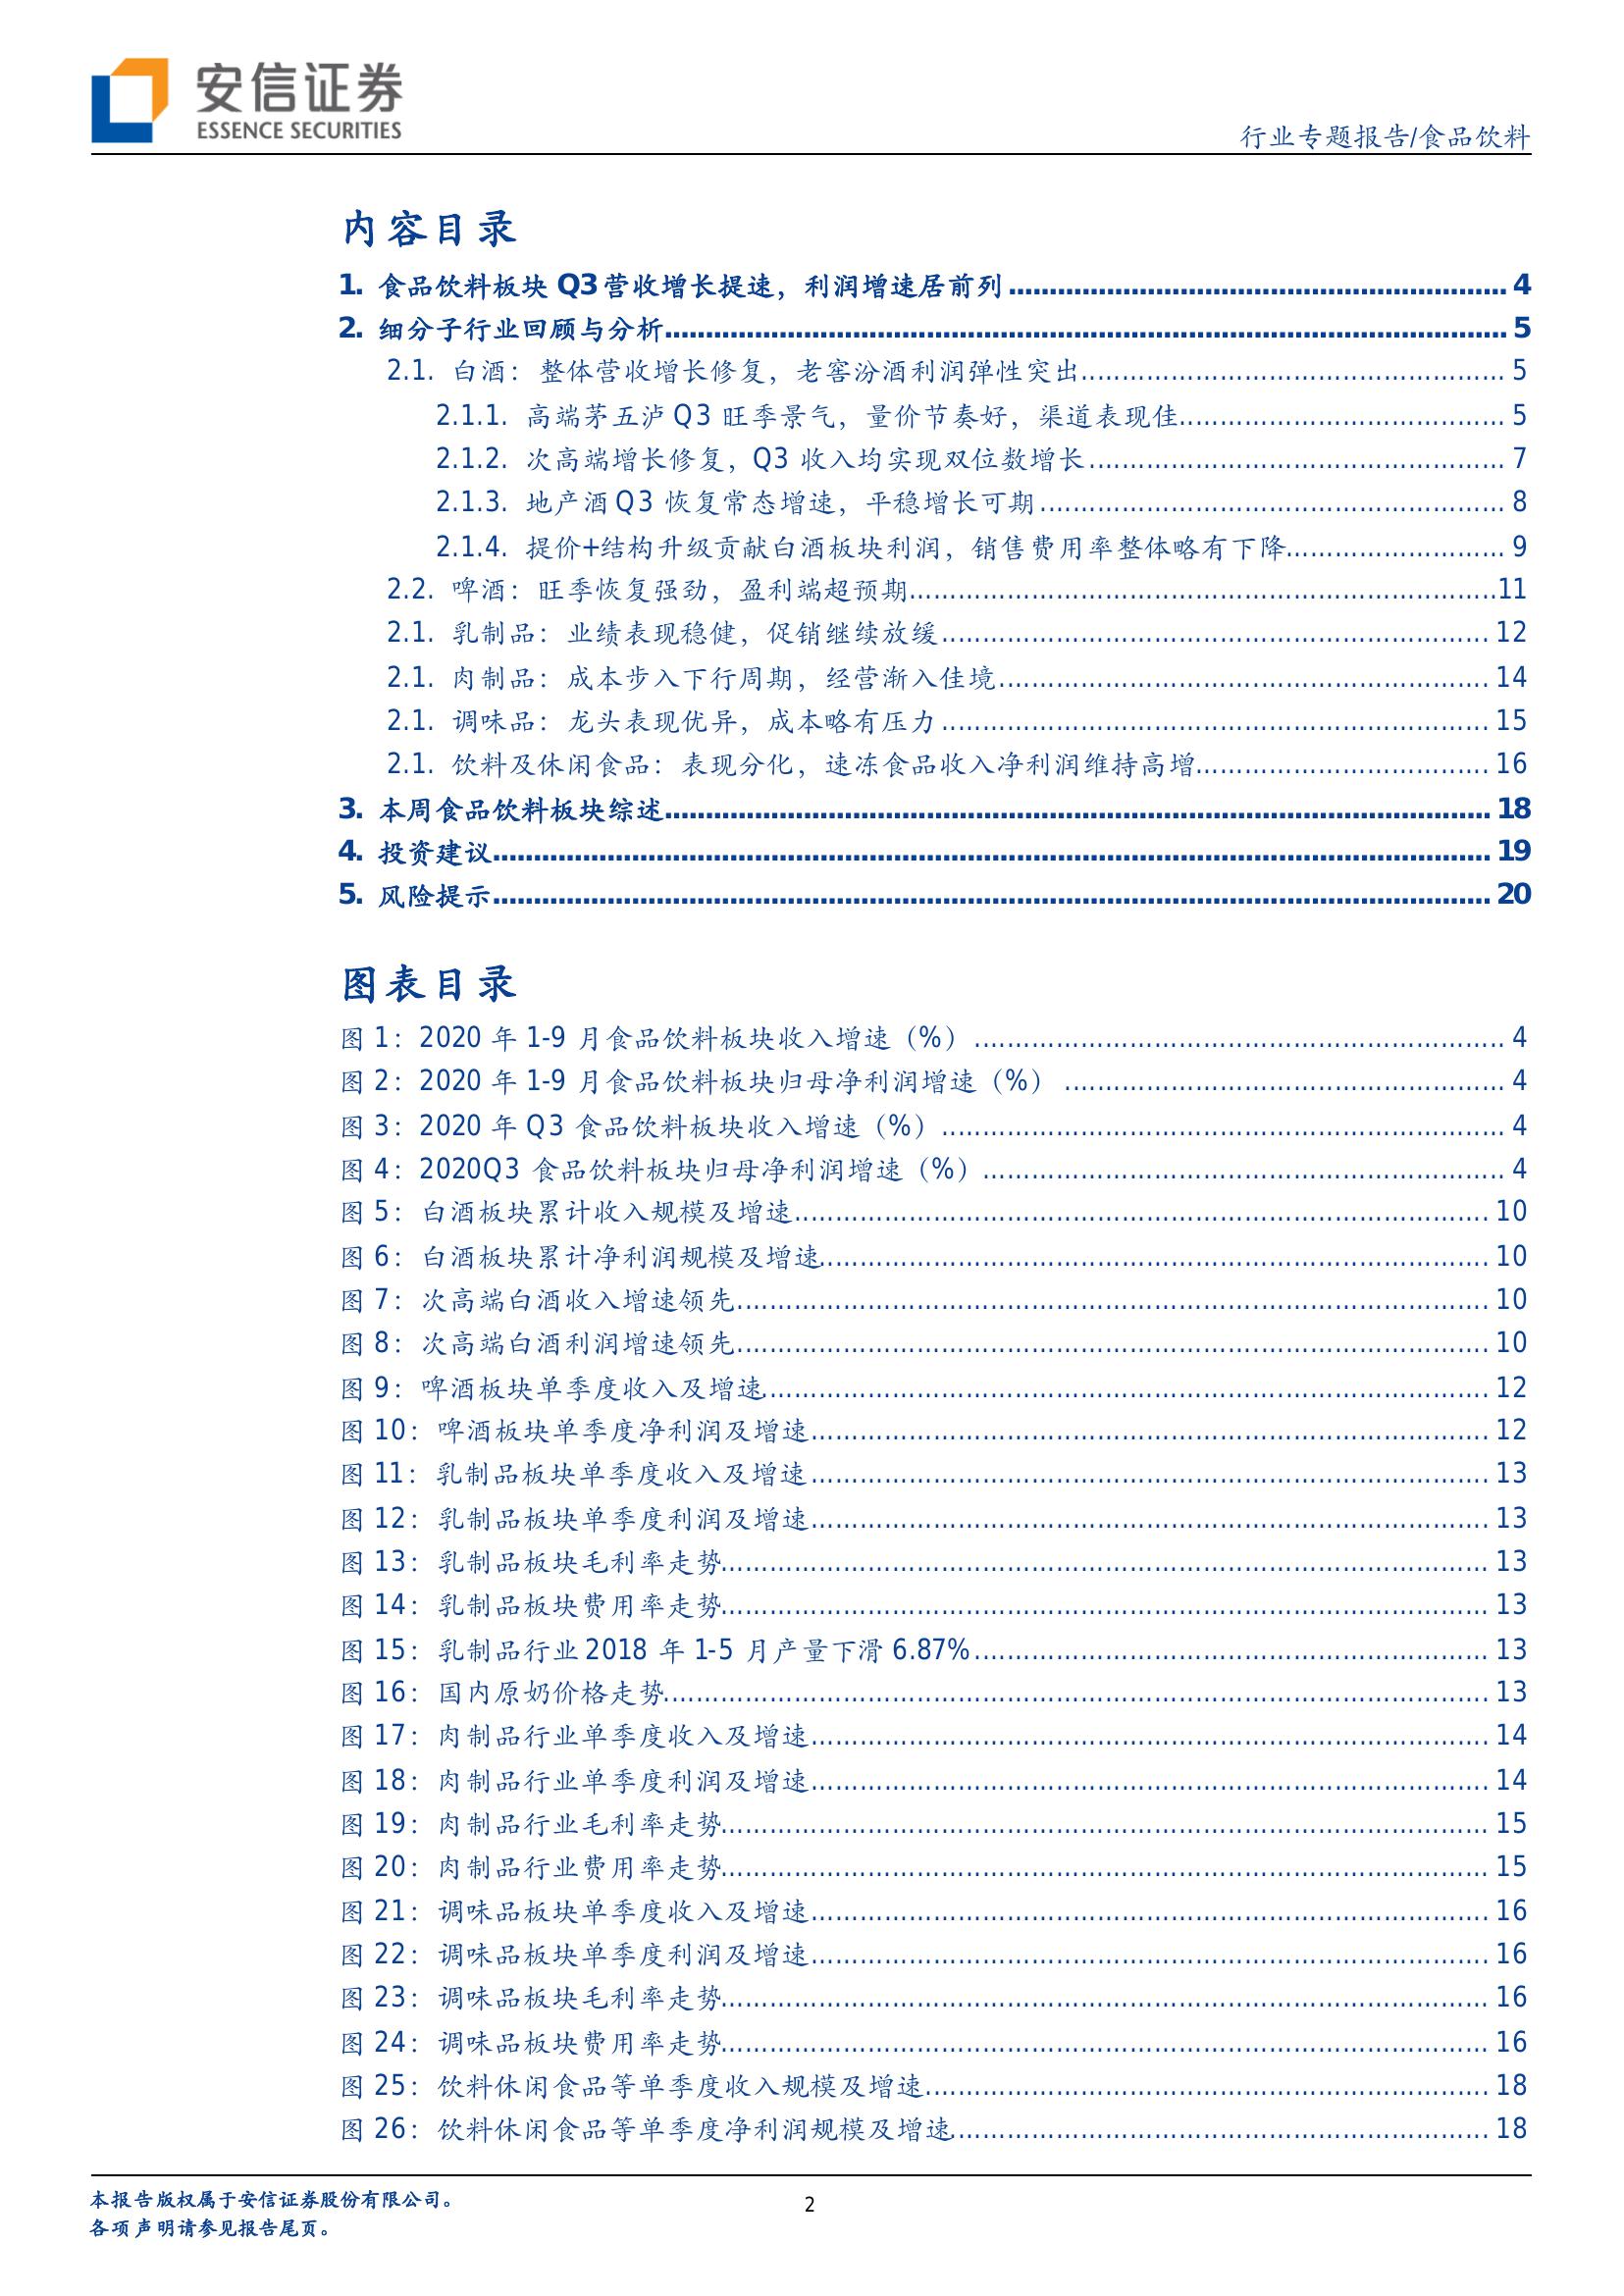 安信证券
ESSENCE SECURITIES
行业专题报告/食品饮料
内容目录
1. 食品饮料板块 Q3 营收增长提速，利润增速居前列 4
2. 细分子行业回顾与分析 5
2.1. 白酒：整体营收增长修复，老窖汾酒利润弹性突出 5
2.1.1. 高端茅五泸 Q3 旺季景气，量价节奏好，渠道表现佳 5
2.1.2. 次高端增长修复，Q3 收入均实现双位数增长 7
2.1.3. 地产酒 Q3 恢复常态增速，平稳增长可期 8
2.1.4. 提价+结构升级贡献白酒板块利润，销售费用率整体略有下降 9
2.2. 啤酒：旺季恢复强劲，盈利端超预期 11
2.1. 乳制品：业绩表现稳健，促销继续放缓 12
2.1. 肉制品：成本步入下行周期，经营渐入佳境 14
2.1. 调味品：龙头表现优异，成本略有压力 15
2.1. 饮料及休闲食品：表现分化，速冻食品收入净利润维持高增 16
3. 本周食品饮料板块综述 18
4. 投资建议 19
5. 风险提示 20
图表目录
图 1：2020 年 1-9 月食品饮料板块收入增速（%） 4
图 2：2020 年 1-9 月食品饮料板块归母净利润增速（%） 4
图 3：2020 年 Q3 食品饮料板块收入增速（%） 4
图 4：2020Q3 食品饮料板块归母净利润增速（%） 4
图 5：白酒板块累计收入规模及增速 10
图 6：白酒板块累计净利润规模及增速 10
图 7：次高端白酒收入增速领先 10
图 8：次高端白酒利润增速领先 10
图 9：啤酒板块单季度收入及增速 12
图 10：啤酒板块单季度净利润及增速 12
图 11：乳制品板块单季度收入及增速 13
图 12：乳制品板块单季度利润及增速 13
图 13：乳制品板块毛利率走势 13
图 14：乳制品板块费用率走势 13
图 15：乳制品行业 2018 年 1-5 月产量下滑 6.87% 13
图 16：国内原奶价格走势 13
图 17：肉制品行业单季度收入及增速 14
图 18：肉制品行业单季度利润及增速 14
图 19：肉制品行业毛利率走势 15
图 20：肉制品行业费用率走势 15
图 21：调味品板块单季度收入及增速 16
图 22：调味品板块单季度利润及增速 16
图 23：调味品板块毛利率走势 16
图 24：调味品板块费用率走势 16
图 25：饮料休闲食品等单季度收入规模及增速 18
图 26：饮料休闲食品等单季度净利润规模及增速 18
本报告版权属于安信证券股份有限公司。
2
各项声明请参见报告尾页。